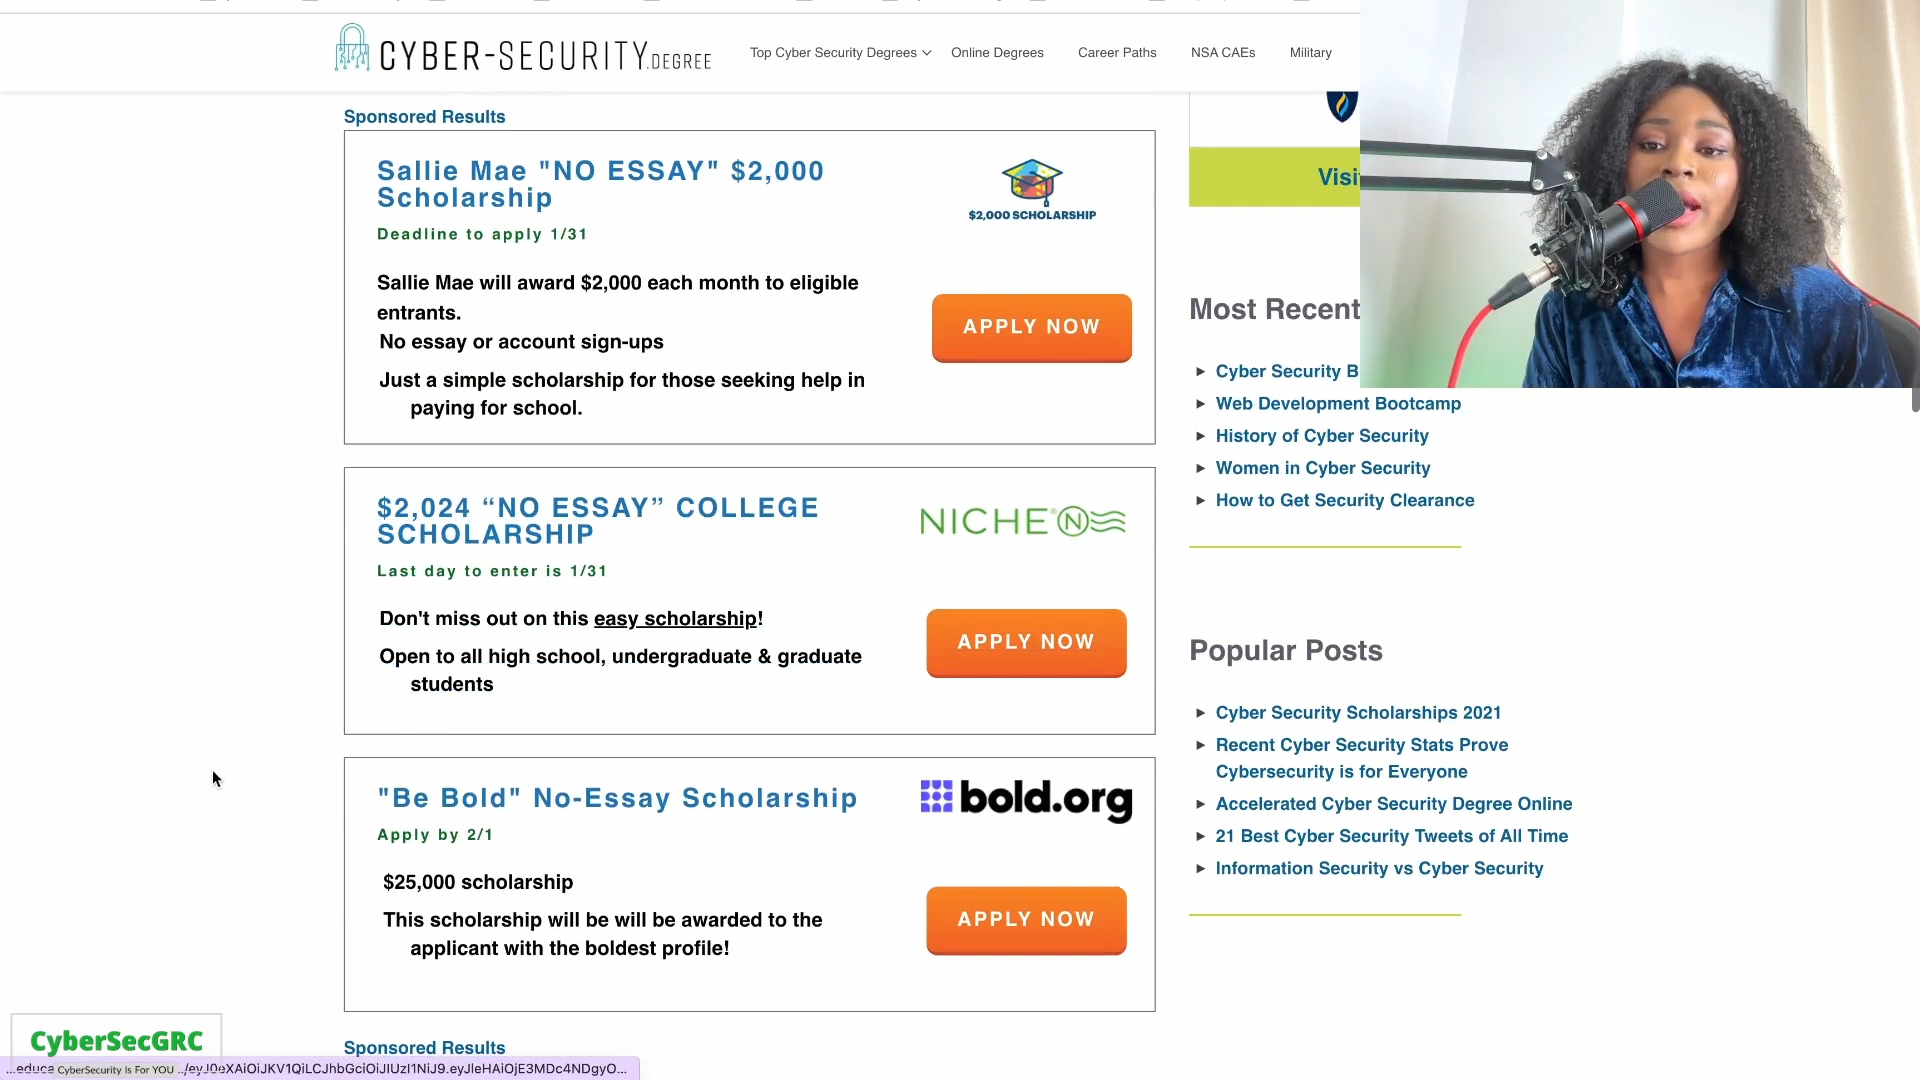 CYBER-SECURITY.DEGREE
Top Cyber Security Degrees
Online Degrees
Career Paths
NSA CAEs
Military
Sponsored Results
Sallie Mae "NO ESSAY" $2,000
Scholarship
Deadline to apply 1/31
Sallie Mae will award $2,000 each month to eligible
entrants.
No essay or account sign-ups
Just a simple scholarship for those seeking help in
paying for school.
$2,000 SCHOLARSHIP
APPLY NOW
$2,024 “NO ESSAY” COLLEGE
SCHOLARSHIP
Last day to enter is 1/31
Don't miss out on this easy scholarship!
Open to all high school, undergraduate & graduate
students
NICHE
APPLY NOW
"Be Bold" No-Essay Scholarship
Apply by 2/1
$25,000 scholarship
This scholarship will be will be awarded to the
applicant with the boldest profile!
bold.org
APPLY NOW
Sponsored Results
Most Recent
Cyber Security B
Web Development Bootcamp
History of Cyber Security
Women in Cyber Security
How to Get Security Clearance
Popular Posts
Cyber Security Scholarships 2021
Recent Cyber Security Stats Prove
Cybersecurity is for Everyone
Accelerated Cyber Security Degree Online
21 Best Cyber Security Tweets of All Time
Information Security vs Cyber Security
CyberSecGRC
CyberSecurity Is For YOU